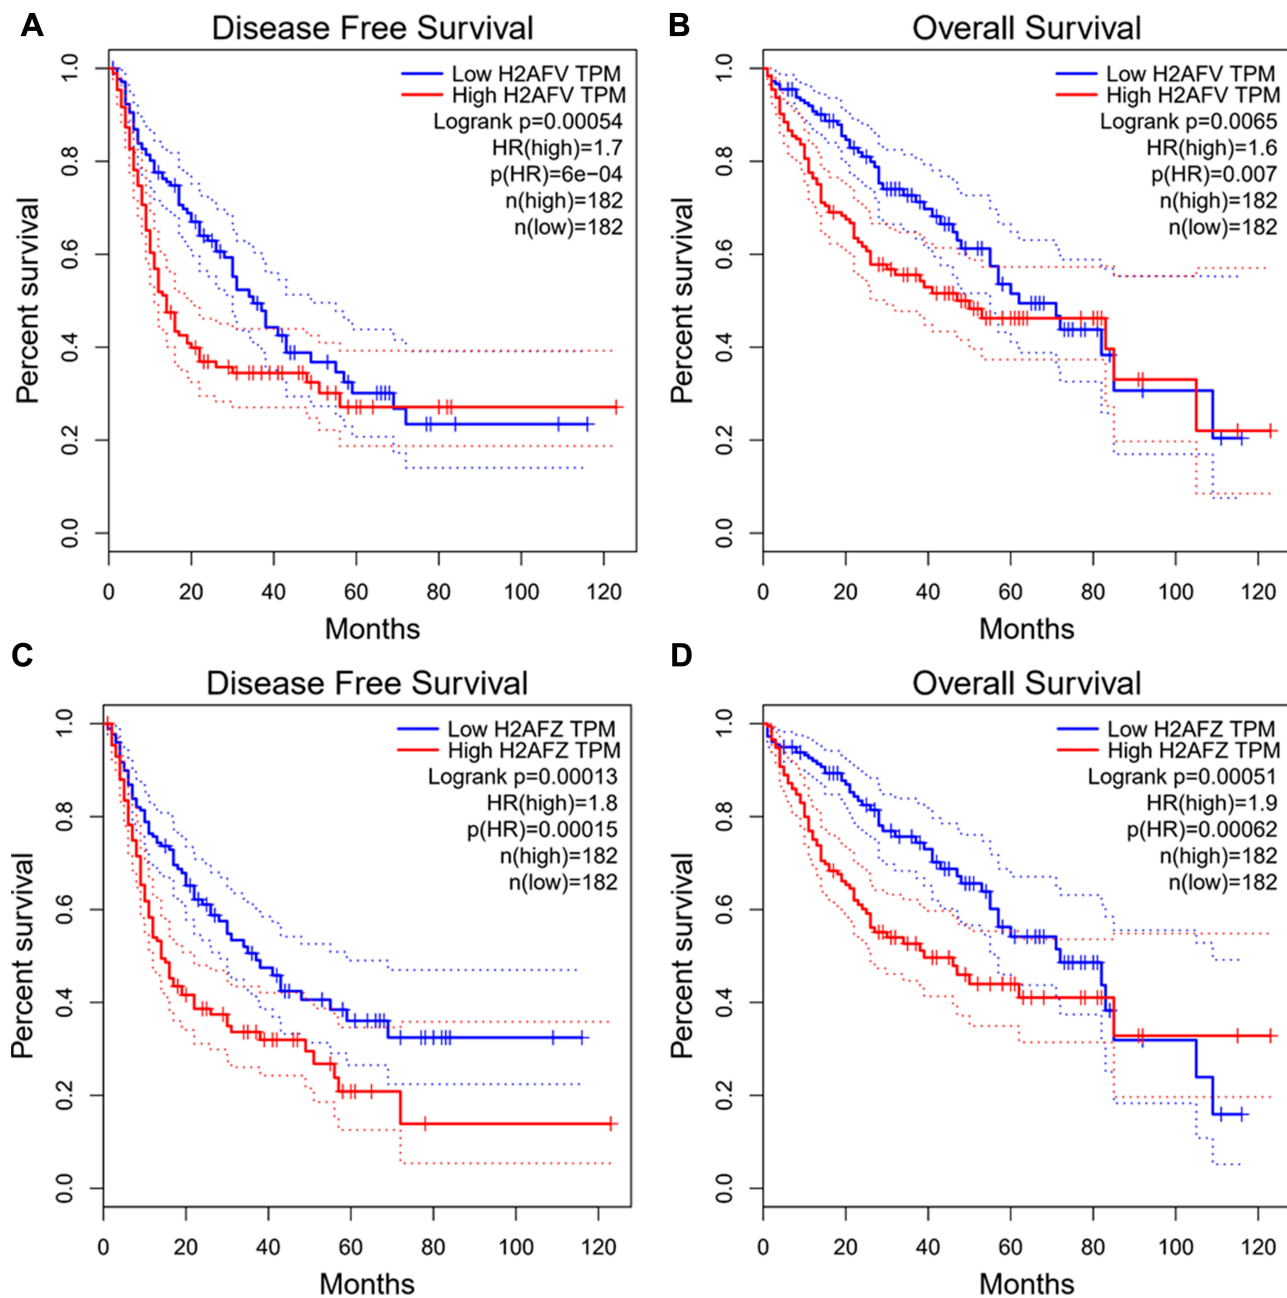 A
Disease Free Survival
Low H2AFV TPM
High H2AFV TPM
Logrank p=0.00054
HR(high)=1.7
p(HR)=6e−04
n(high)=182
n(low)=182
Percent survival
1.0
0.8
0.6
0.4
0.2
0.0
0 20 40 60 80 100 120
Months
B
Overall Survival
Low H2AFV TPM
High H2AFV TPM
Logrank p=0.0065
HR(high)=1.6
p(HR)=0.007
n(high)=182
n(low)=182
Percent survival
1.0
0.8
0.6
0.4
0.2
0.0
0 20 40 60 80 100 120
Months
C
Disease Free Survival
Low H2AFZ TPM
High H2AFZ TPM
Logrank p=0.00013
HR(high)=1.8
p(HR)=0.00015
n(high)=182
n(low)=182
Percent survival
1.0
0.8
0.6
0.4
0.2
0.0
0 20 40 60 80 100 120
Months
D
Overall Survival
Low H2AFZ TPM
High H2AFZ TPM
Logrank p=0.00051
HR(high)=1.9
p(HR)=0.00062
n(high)=182
n(low)=182
Percent survival
1.0
0.8
0.6
0.4
0.2
0.0
0 20 40 60 80 100 120
Months